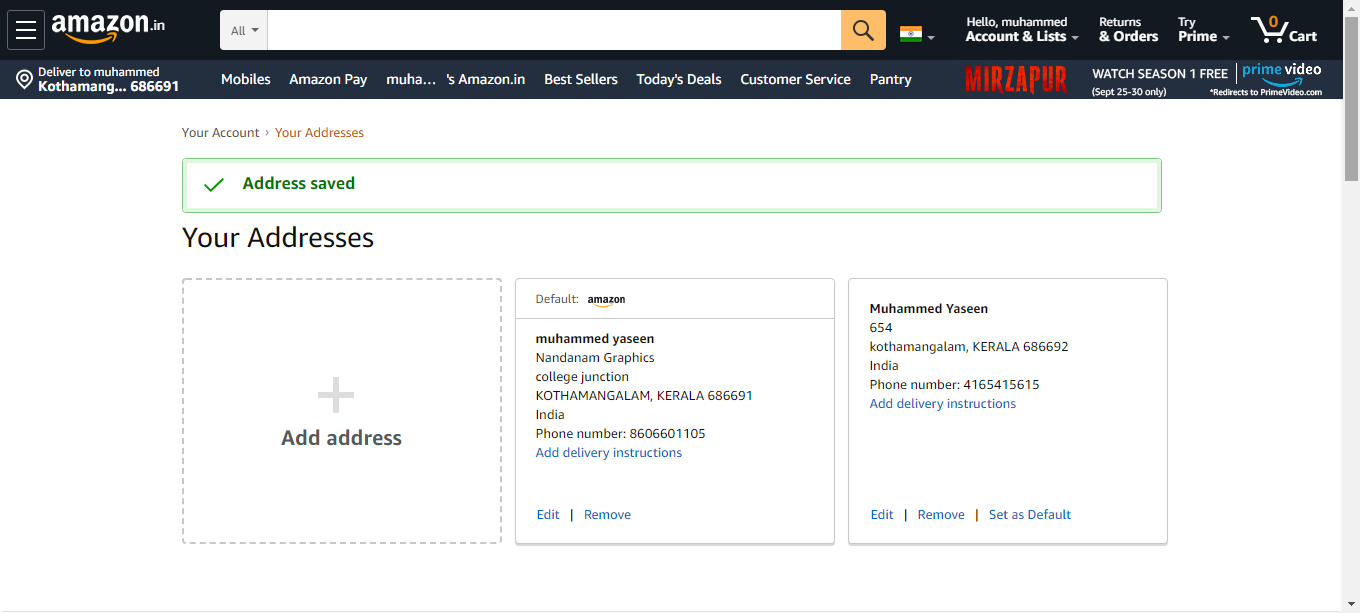 amazon.in
All
Hello, muhammed
Account & Lists
Returns
& Orders
Try
Prime
0
Cart
Deliver to muhammed
Kothamang... 686691
Mobiles
Amazon Pay
muha... 's Amazon.in
Best Sellers
Today's Deals
Customer Service
Pantry
MIRZAPUR
WATCH SEASON 1 FREE
(Sept 25-30 only)
prime video
*Redirects to PrimeVideo.com
Your Account › Your Addresses
Address saved
Your Addresses
Add address
Default: amazon
muhammed yaseen
Nandanam Graphics
college junction
KOTHAMANGALAM, KERALA 686691
India
Phone number: 8606601105
Add delivery instructions
Edit | Remove
Muhammed Yaseen
654
kothamangalam, KERALA 686692
India
Phone number: 4165415615
Add delivery instructions
Edit | Remove | Set as Default